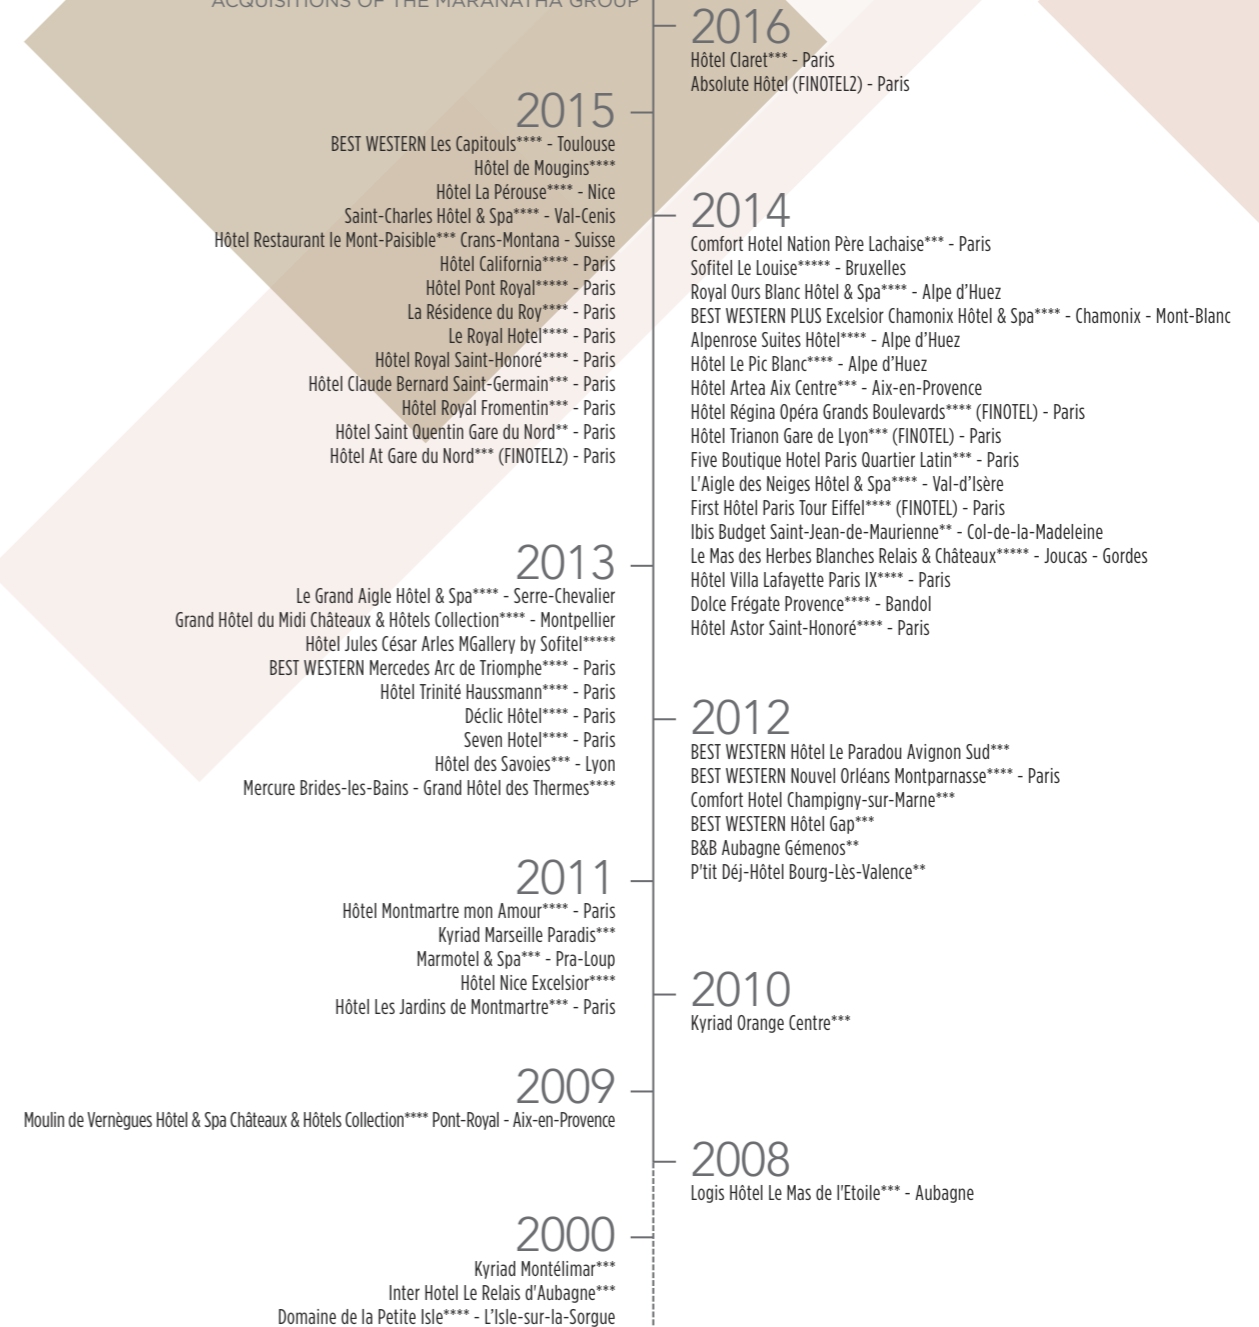 ACQUISITIONS OF THE MARANATHA GROUP
2016
Hôtel Claret*** - Paris
Absolute Hôtel (FINOTEL2) - Paris
2015
BEST WESTERN Les Capitouls**** - Toulouse
Hôtel de Mougins****
Hôtel La Pérouse**** - Nice
Saint-Charles Hôtel & Spa**** - Val-Cenis
Hôtel Restaurant le Mont-Paisible*** Crans-Montana - Suisse
Hôtel California**** - Paris
Hôtel Pont Royal***** - Paris
La Résidence du Roy**** - Paris
Le Royal Hotel**** - Paris
Hôtel Royal Saint-Honoré**** - Paris
Hôtel Claude Bernard Saint-Germain*** - Paris
Hôtel Royal Fromentin*** - Paris
Hôtel Saint Quentin Gare du Nord** - Paris
Hôtel At Gare du Nord*** (FINOTEL2) - Paris
2014
Comfort Hotel Nation Père Lachaise*** - Paris
Sofitel Le Louise***** - Bruxelles
Royal Ours Blanc Hôtel & Spa**** - Alpe d’Huez
BEST WESTERN PLUS Excelsior Chamonix Hôtel & Spa**** - Chamonix - Mont-Blanc
Alpenrose Suites Hôtel**** - Alpe d’Huez
Hôtel Le Pic Blanc**** - Alpe d’Huez
Hôtel Artea Aix Centre*** - Aix-en-Provence
Hôtel Régina Opéra Grands Boulevards**** (FINOTEL) - Paris
Hôtel Trianon Gare de Lyon*** (FINOTEL) - Paris
Five Boutique Hotel Paris Quartier Latin*** - Paris
L'Aigle des Neiges Hôtel & Spa**** - Val-d’Isère
First Hôtel Paris Tour Eiffel**** (FINOTEL) - Paris
Ibis Budget Saint-Jean-de-Maurienne** - Col-de-la-Madeleine
Le Mas des Herbes Blanches Relais & Châteaux***** - Joucas - Gordes
Hôtel Villa Lafayette Paris IX**** - Paris
Dolce Frégate Provence**** - Bandol
Hôtel Astor Saint-Honoré**** - Paris
2013
Le Grand Aigle Hôtel & Spa**** - Serre-Chevalier
Grand Hôtel du Midi Châteaux & Hôtels Collection**** - Montpellier
Hôtel Jules César Arles MGallery by Sofitel*****
BEST WESTERN Mercedes Arc de Triomphe**** - Paris
Hôtel Trinité Haussmann**** - Paris
Déclic Hôtel**** - Paris
Seven Hotel**** - Paris
Hôtel des Savoies*** - Lyon
Mercure Brides-les-Bains - Grand Hôtel des Thermes****
2012
BEST WESTERN Hôtel Le Paradou Avignon Sud***
BEST WESTERN Nouvel Orléans Montparnasse**** - Paris
Comfort Hotel Champigny-sur-Marne***
BEST WESTERN Hôtel Gap***
B&B Aubagne Gémenos**
P'tit Déj-Hôtel Bourg-Lès-Valence**
2011
Hôtel Montmartre mon Amour**** - Paris
Kyriad Marseille Paradis***
Marmotel & Spa*** - Pra-Loup
Hôtel Nice Excelsior****
Hôtel Les Jardins de Montmartre*** - Paris
2010
Kyriad Orange Centre***
2009
Moulin de Vernègues Hôtel & Spa Châteaux & Hôtels Collection**** Pont-Royal - Aix-en-Provence
2008
Logis Hôtel Le Mas de l'Etoile*** - Aubagne
2000
Kyriad Montélimar***
Inter Hotel Le Relais d'Aubagne***
Domaine de la Petite Isle**** - L’Isle-sur-la-Sorgue